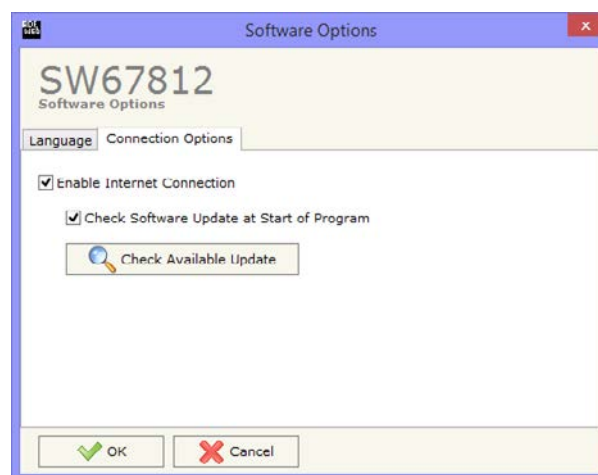 Software Options
x
SW67812
Software Options
Language Connection Options
Enable Internet Connection
Check Software Update at Start of Program
Check Available Update
OK Cancel